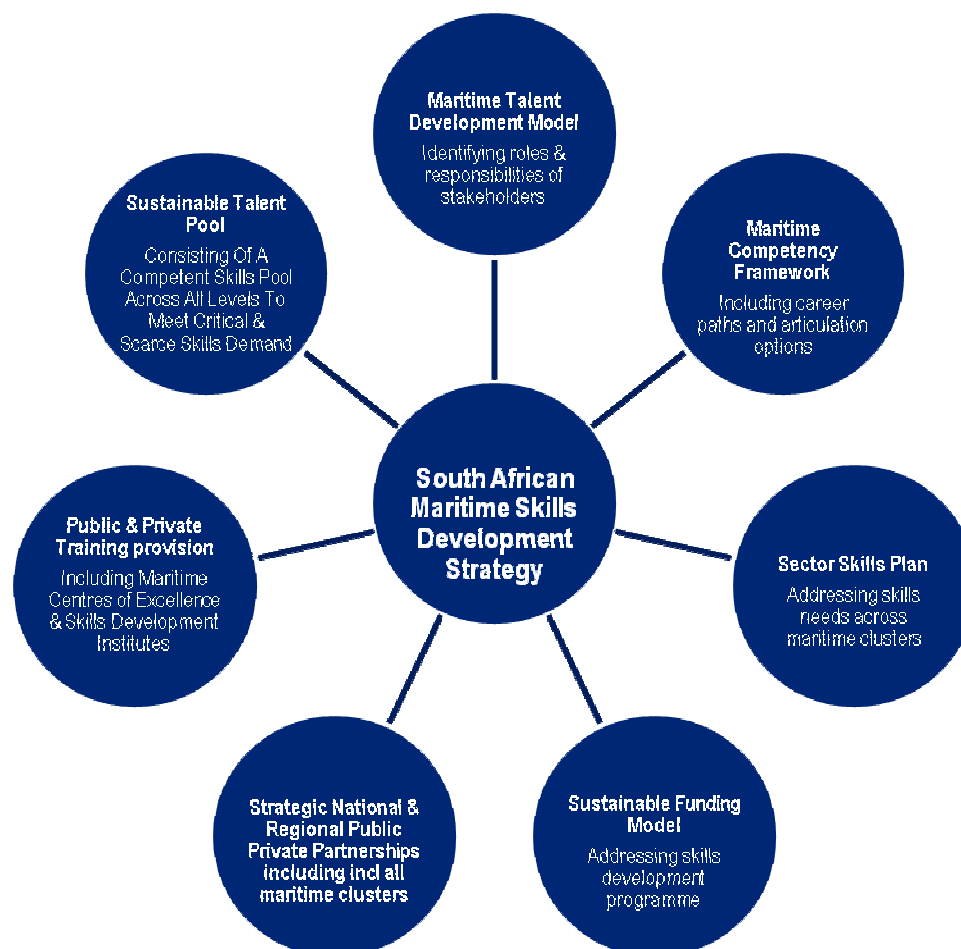 Maritime Talent
Development Model
Identifying roles &
responsibilities of
stakeholders
Maritime
Competency
Framework
Including career
paths and articulation
options
Sector Skills Plan
Addressing skills
needs across
maritime clusters
Sustainable Funding
Model
Addressing skills
development
programme
Strategic National &
Regional Public
Private Partnerships
including incl all
maritime clusters
Public & Private
Training provision
Including Maritime
Centres of Excellence
& Skills Development
Institutes
Sustainable Talent
Pool
Consisting Of A
Competent Skills Pool
Across All Levels To
Meet Critical &
Scarce Skills Demand
South African
Maritime Skills
Development
Strategy